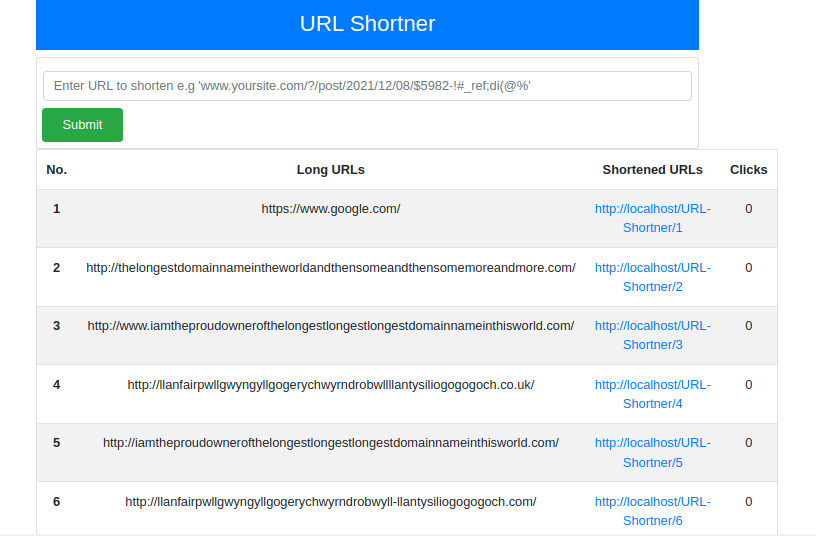 URL Shortner
Enter URL to shorten e.g 'www.yoursite.com/?/post/2021/12/08/$5982-!#_ref;di(@%'
Submit
No. Long URLs Shortened URLs Clicks
1 https://www.google.com/ http://localhost/URL- 0
Shortner/1
2 http://thelongestdomainnameintheworldandthensomeandthensomemoreandmore.com/ http://localhost/URL- 0
Shortner/2
3 http://www.iamtheproudownerofthelongestlongestlongestdomainnameinthisworld.com/ http://localhost/URL- 0
Shortner/3
4 http://llanfairpwllgwyngyllgogerychwyrndrobwllllantysiliogogogoch.co.uk/ http://localhost/URL- 0
Shortner/4
5 http://iamtheproudownerofthelongestlongestlongestdomainnameinthisworld.com/ http://localhost/URL- 0
Shortner/5
6 http://llanfairpwllgwyngyllgogerychwyrndrobwyll-llantysiliogogogoch.com/ http://localhost/URL- 0
Shortner/6